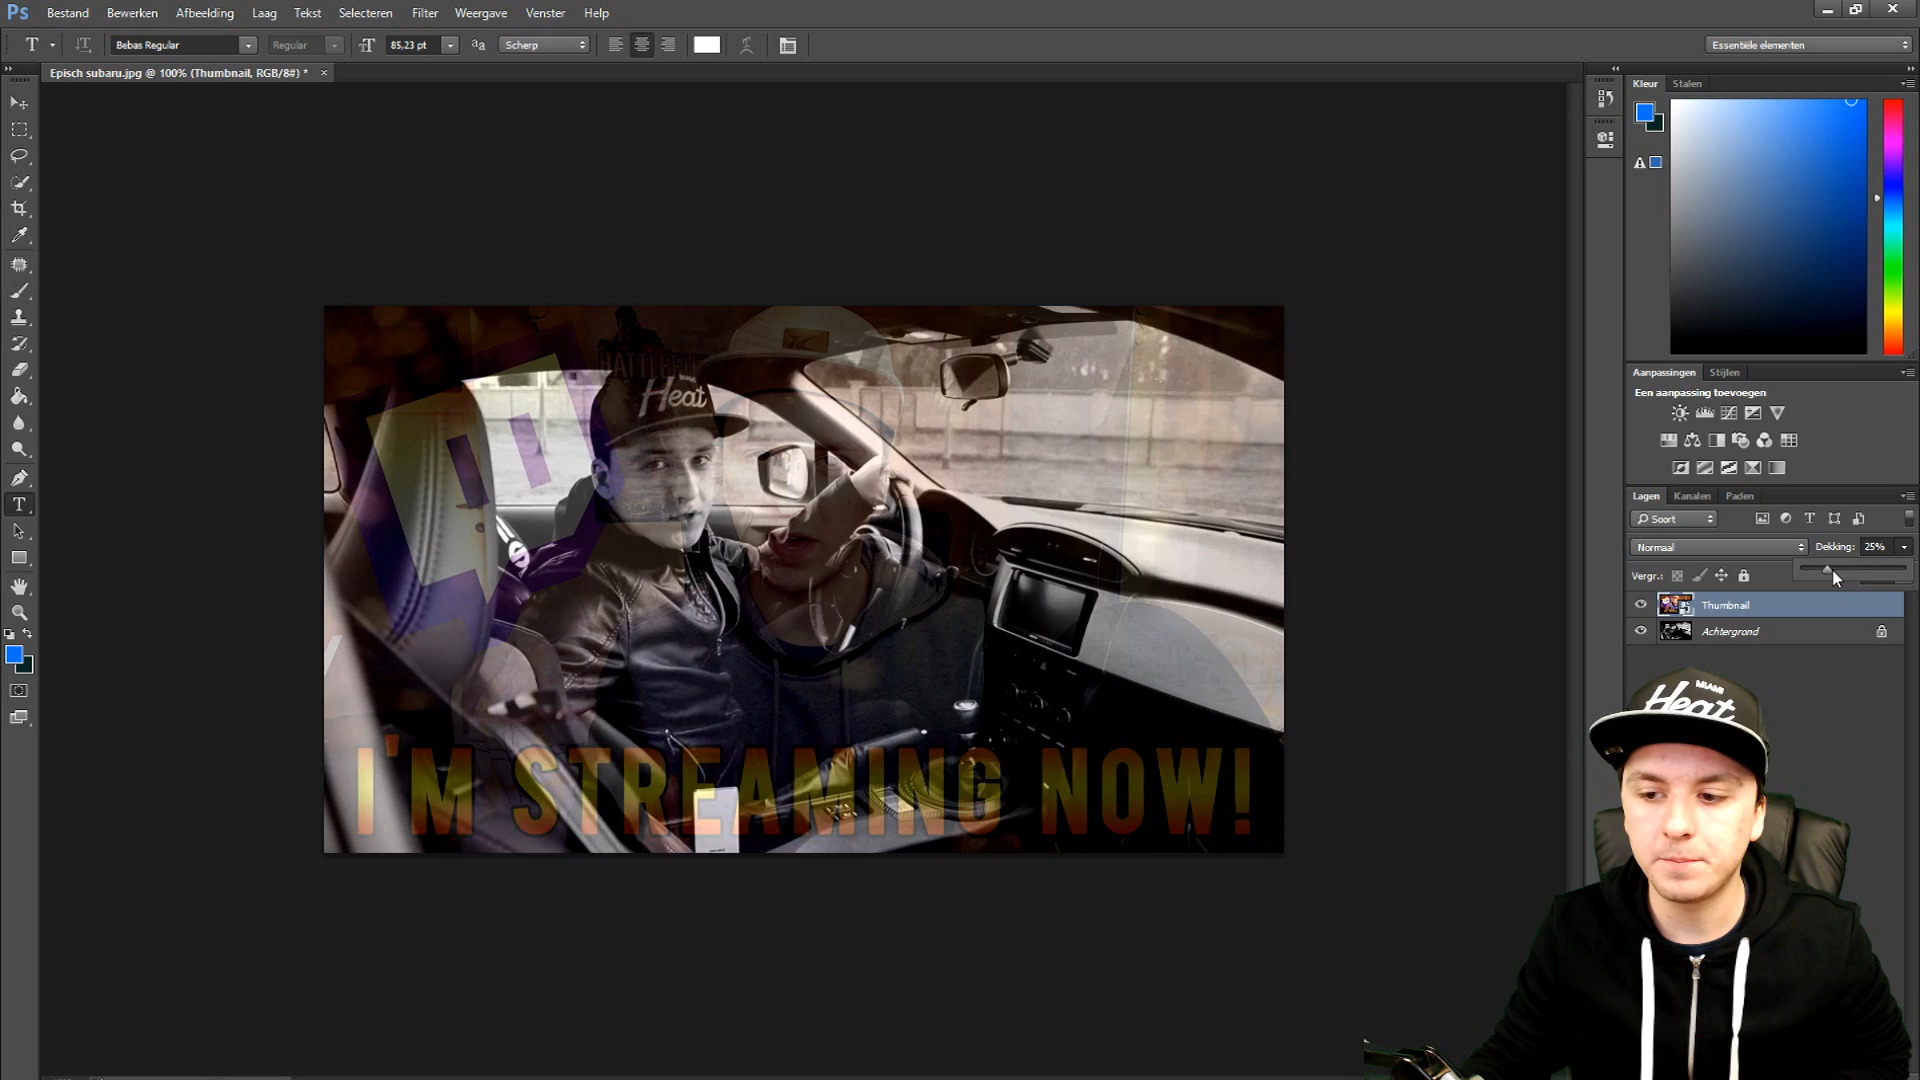 Ps Bestand Bewerken Afbeelding Laag Tekst Selecteren Filter Weergave Venster Help
T Bebas Regular Regular 85,23 pt aa Scherp Essentiële elementen
Episch subaru.jpg @ 100% (Thumbnail, RGB/8#) * ×
Kleur Stalen
Aanpassingen Stijlen
Een aanpassing toevoegen
Lagen Kanalen Paden
Soort
Normaal Dekking: 25%
Vergr.:
Thumbnail
Achtergrond
Heat
I'M STREAMING NOW!
MIAMI
Heat